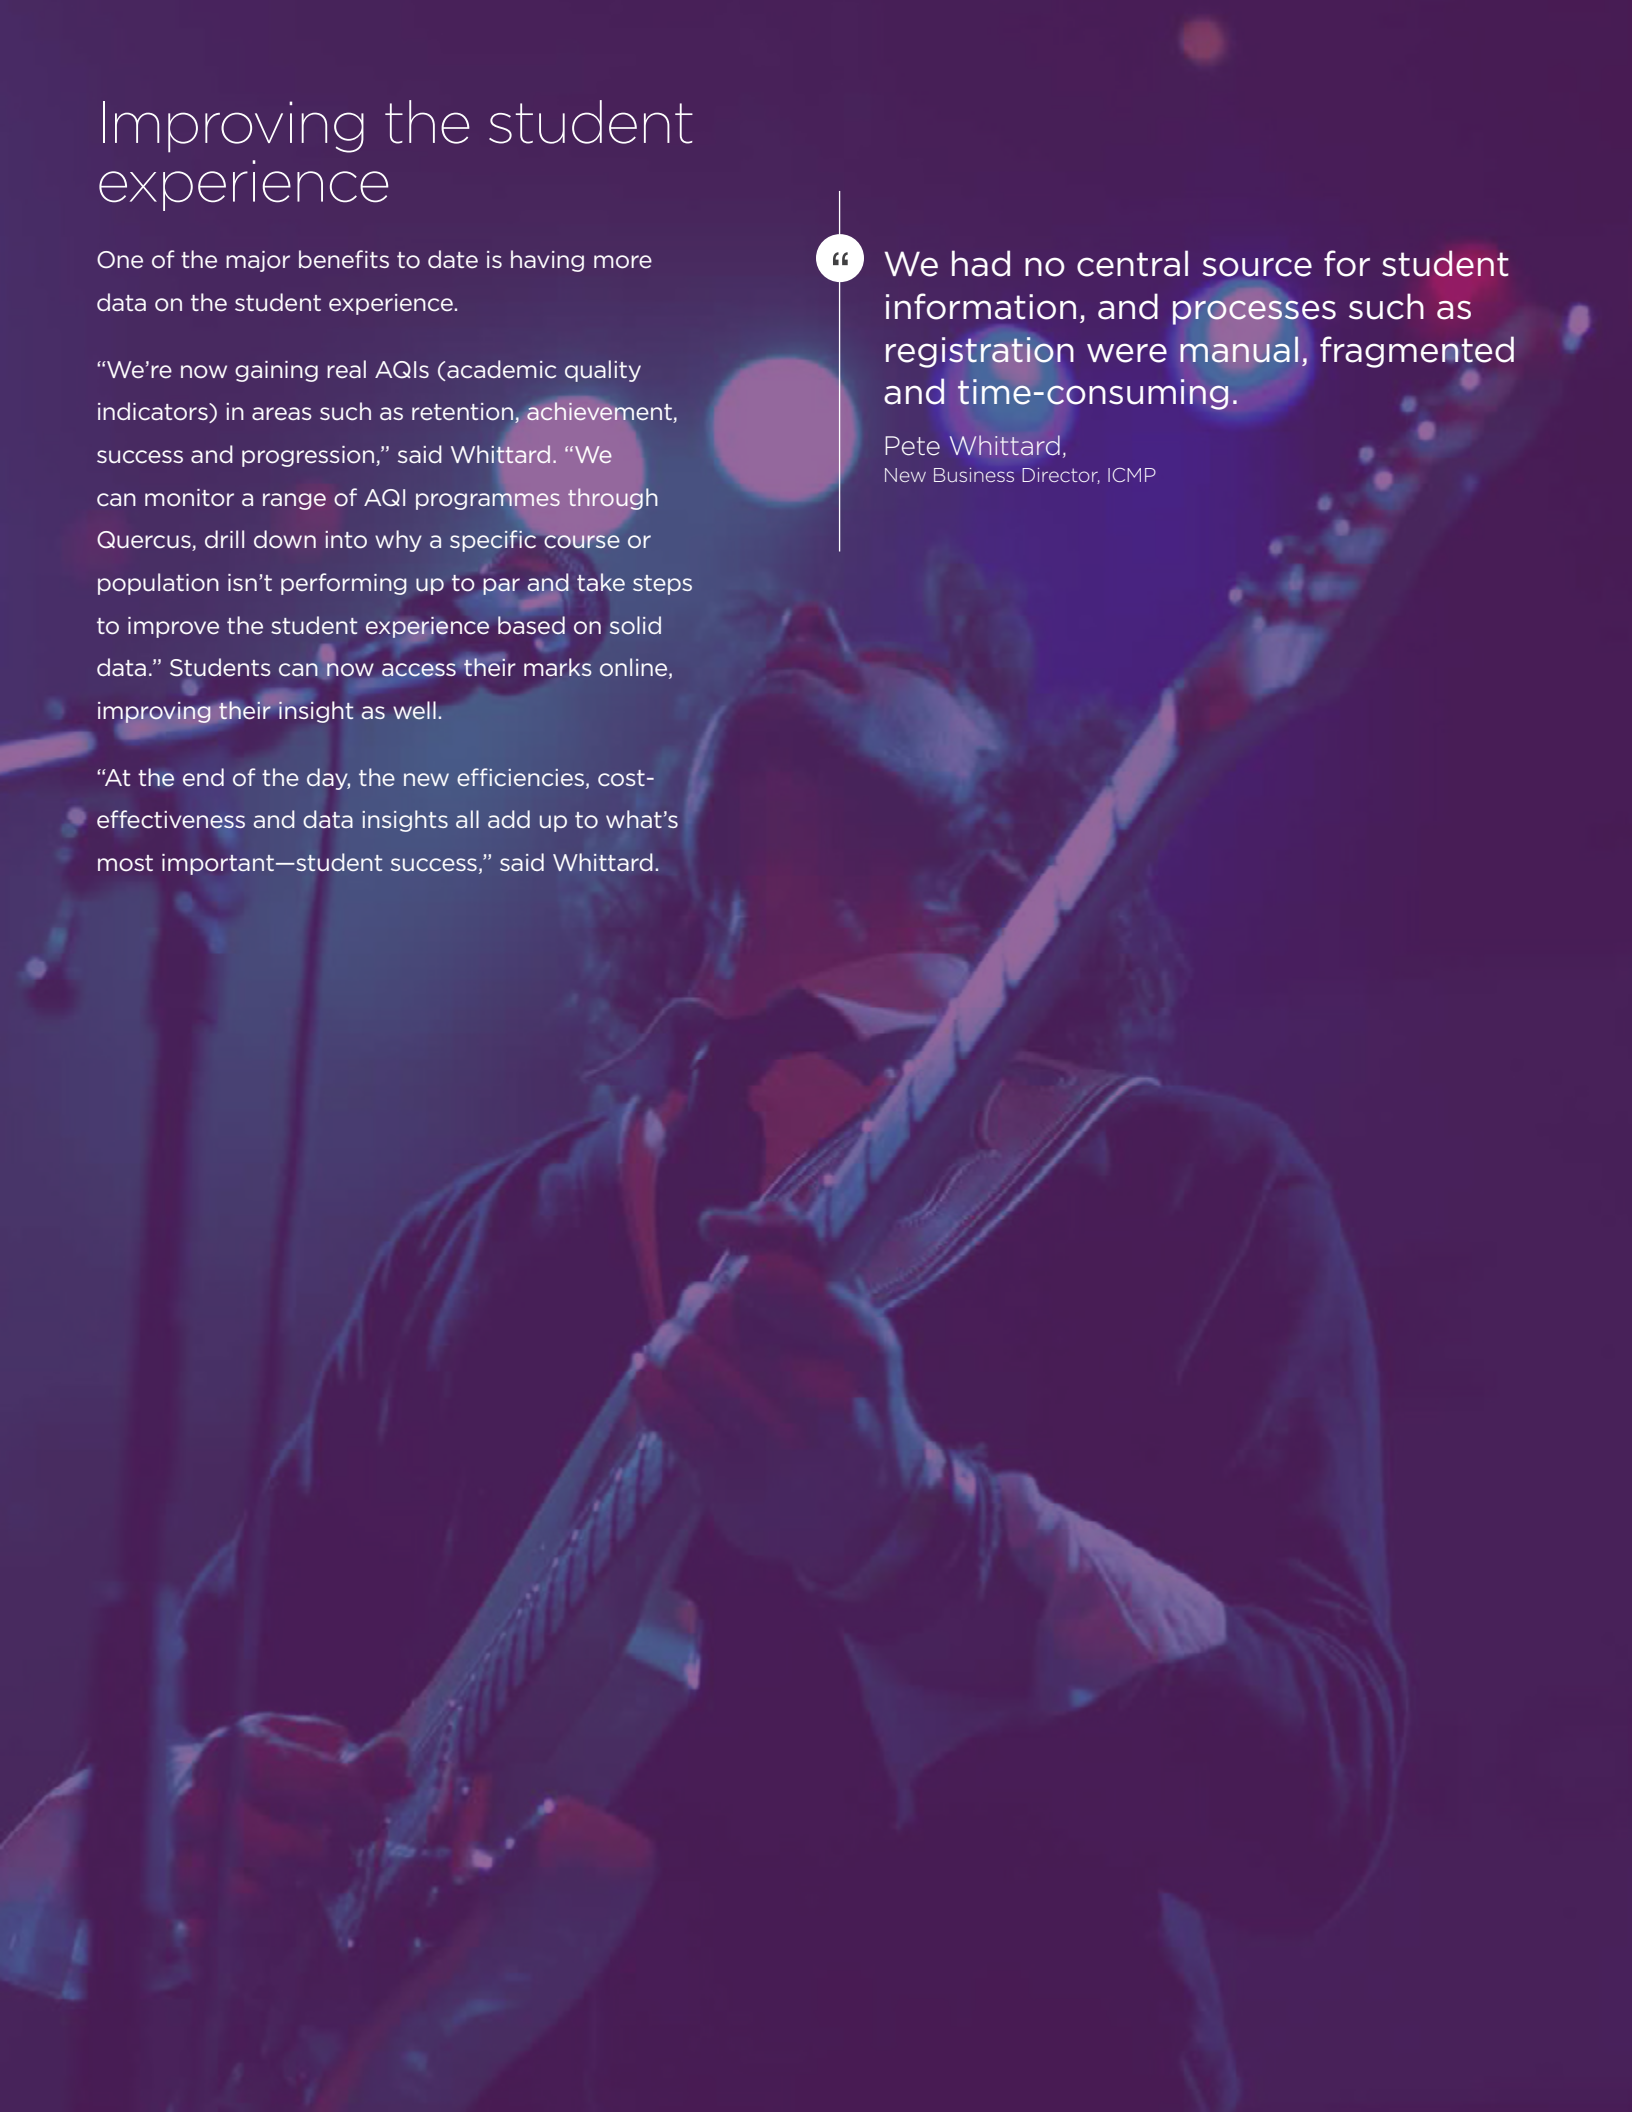 Improving the student
experience
One of the major benefits to date is having more
data on the student experience.
“We’re now gaining real AQIs (academic quality
indicators) in areas such as retention, achievement,
success and progression,” said Whittard. “We
can monitor a range of AQI programmes through
Quercus, drill down into why a specific course or
population isn’t performing up to par and take steps
to improve the student experience based on solid
data.” Students can now access their marks online,
improving their insight as well.
“At the end of the day, the new efficiencies, cost-
effectiveness and data insights all add up to what’s
most important—student success,” said Whittard.
“
We had no central source for student
information, and processes such as
registration were manual, fragmented
and time-consuming.
Pete Whittard,
New Business Director, ICMP